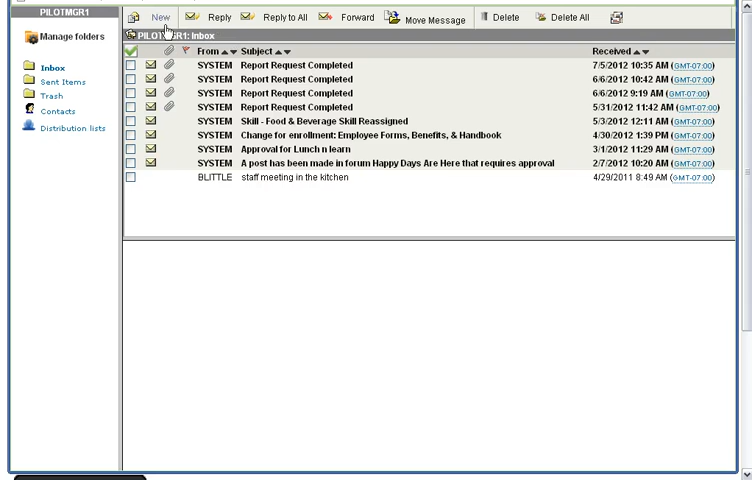 PILOTMGR1
New Reply Reply to All Forward Move Message Delete Delete All
Manage folders
Inbox
Sent Items
Trash
Contacts
Distribution lists
PILOTMGR1: Inbox
From Subject Received
SYSTEM Report Request Completed 7/5/2012 10:35 AM (GMT-07:00)
SYSTEM Report Request Completed 6/6/2012 10:42 AM (GMT-07:00)
SYSTEM Report Request Completed 6/6/2012 9:19 AM (GMT-07:00)
SYSTEM Report Request Completed 5/31/2012 11:42 AM (GMT-07:00)
SYSTEM Skill - Food & Beverage Skill Reassigned 5/3/2012 12:11 AM (GMT-07:00)
SYSTEM Change for enrollment: Employee Forms, Benefits, & Handbook 4/30/2012 1:39 PM (GMT-07:00)
SYSTEM Approval for Lunch n learn 3/1/2012 11:29 AM (GMT-07:00)
SYSTEM A post has been made in forum Happy Days Are Here that requires approval 2/7/2012 10:20 AM (GMT-07:00)
BLITTLE staff meeting in the kitchen 4/29/2011 8:49 AM (GMT-07:00)